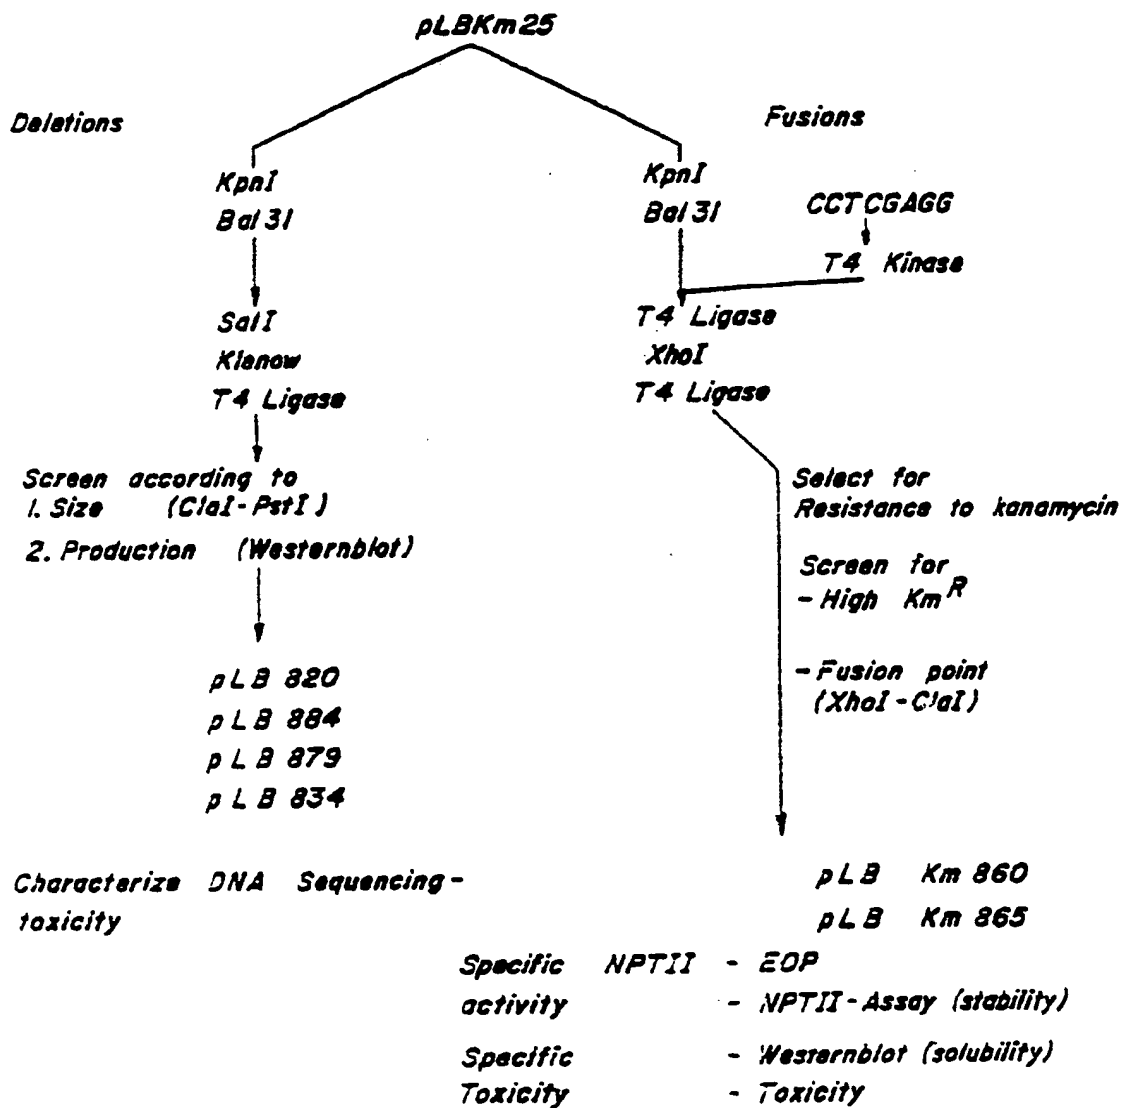 pLBKm25
Deletions
Fusions
KpnI
Bal 31
KpnI
Bal 31
CCTCGAGG
T4 Kinase
SalI
Klenow
T4 Ligase
T4 Ligase
XhoI
T4 Ligase
Screen according to
1. Size (ClaI-PstI)
2. Production (Westernblot)
Select for
Resistance to kanamycin
Screen for
- High Km R
- Fusion point
(XhoI-ClaI)
pLB 820
pLB 884
pLB 879
pLB 834
pLB Km 860
pLB Km 865
Characterize DNA Sequencing-
toxicity
Specific NPTII - EOP
activity - NPTII-Assay (stability)
Specific - Westernblot (solubility)
Toxicity - Toxicity